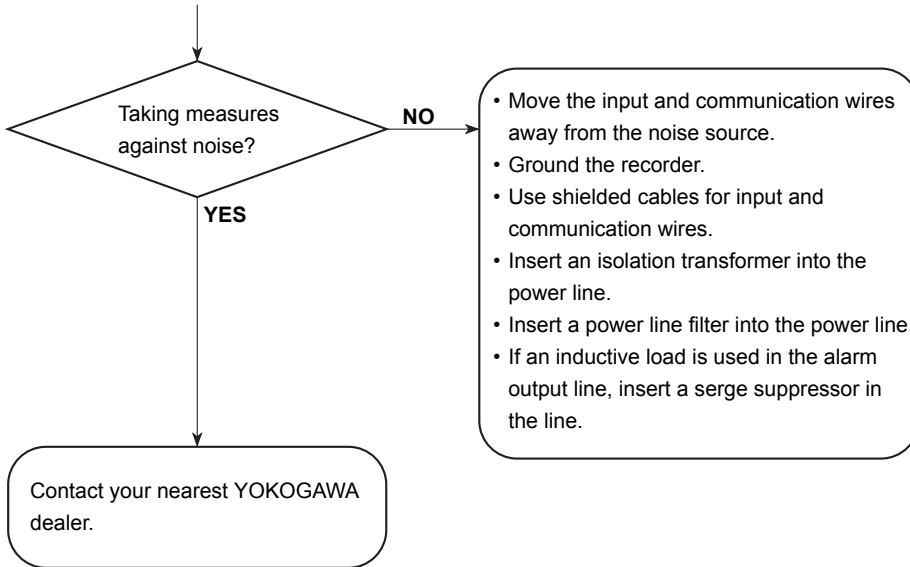 Taking measures
against noise?
NO
YES
• Move the input and communication wires
away from the noise source.
• Ground the recorder.
• Use shielded cables for input and
communication wires.
• Insert an isolation transformer into the
power line.
• Insert a power line filter into the power line.
• If an inductive load is used in the alarm
output line, insert a serge suppressor in
the line.
Contact your nearest YOKOGAWA
dealer.